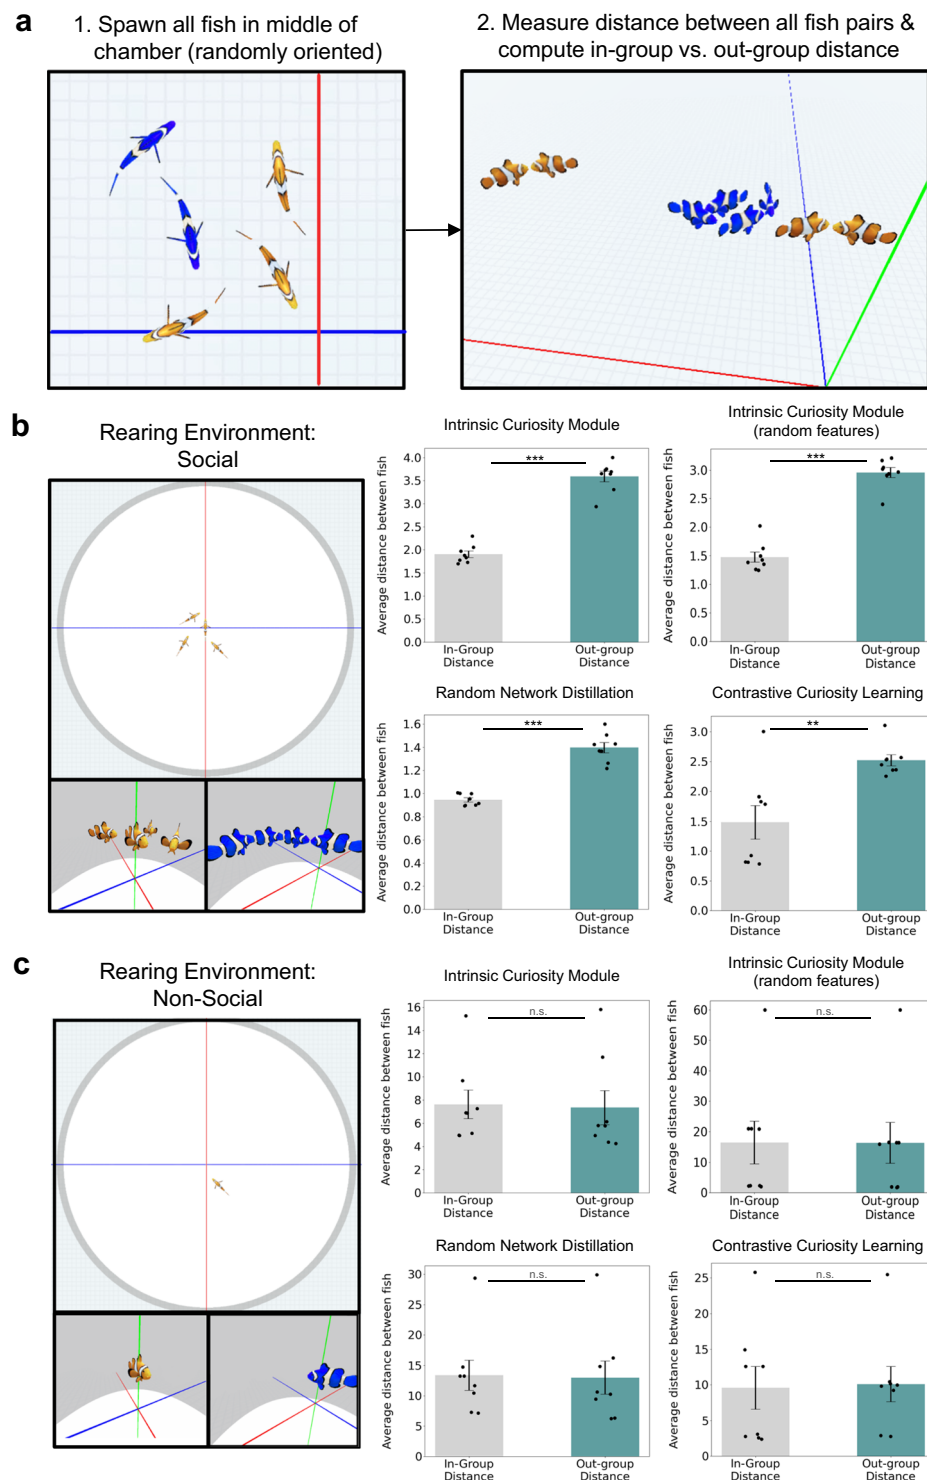 a
1. Spawn all fish in middle of
chamber (randomly oriented)
2. Measure distance between all fish pairs &
compute in-group vs. out-group distance
b
Rearing Environment:
Social
Intrinsic Curiosity Module
Average distance between fish
4.0
3.5
3.0
2.5
2.0
1.5
1.0
0.5
0.0
***
In-Group
Distance
Out-group
Distance
Intrinsic Curiosity Module
(random features)
Average distance between fish
3.0
2.5
2.0
1.5
1.0
0.5
0.0
***
In-Group
Distance
Out-group
Distance
Random Network Distillation
Average distance between fish
1.6
1.4
1.2
1.0
0.8
0.6
0.4
0.2
0.0
***
In-Group
Distance
Out-group
Distance
Contrastive Curiosity Learning
Average distance between fish
3.0
2.5
2.0
1.5
1.0
0.5
0.0
**
In-Group
Distance
Out-group
Distance
c
Rearing Environment:
Non-Social
Intrinsic Curiosity Module
Average distance between fish
16
14
12
10
8
6
4
2
0
n.s.
In-Group
Distance
Out-group
Distance
Intrinsic Curiosity Module
(random features)
Average distance between fish
60
50
40
30
20
10
0
n.s.
In-Group
Distance
Out-group
Distance
Random Network Distillation
Average distance between fish
30
25
20
15
10
5
0
n.s.
In-Group
Distance
Out-group
Distance
Contrastive Curiosity Learning
Average distance between fish
25
20
15
10
5
0
n.s.
In-Group
Distance
Out-group
Distance